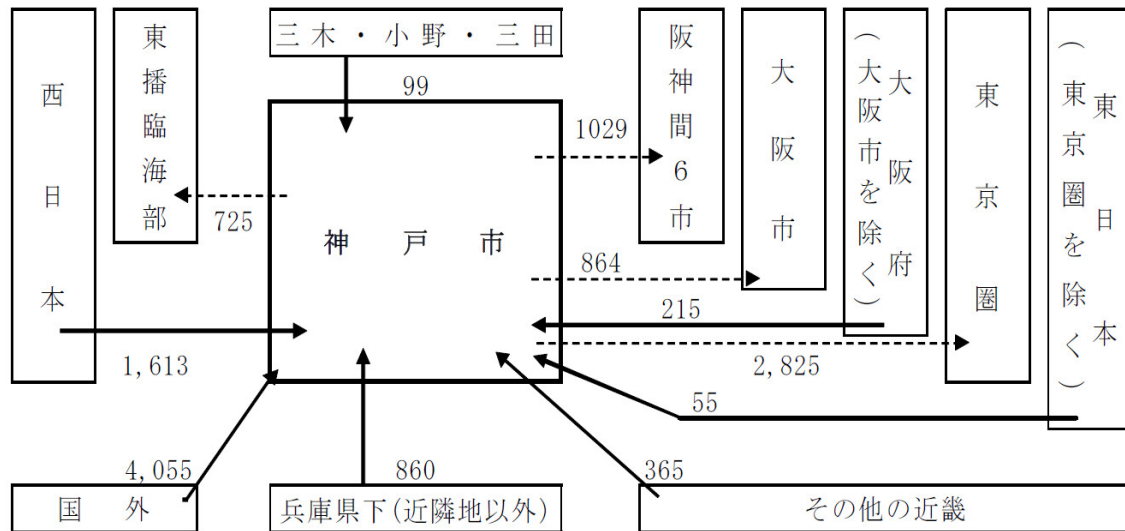 三木・小野・三田
99
西日本
東播臨海部
阪神間6市
大阪市
大阪府
(大阪市を除く)
東京圏
東日本
(東京圏を除く)
1029
725
神戸市
864
215
2,825
1,613
55
4,055
860
365
国外
兵庫県下(近隣地以外)
その他の近畿